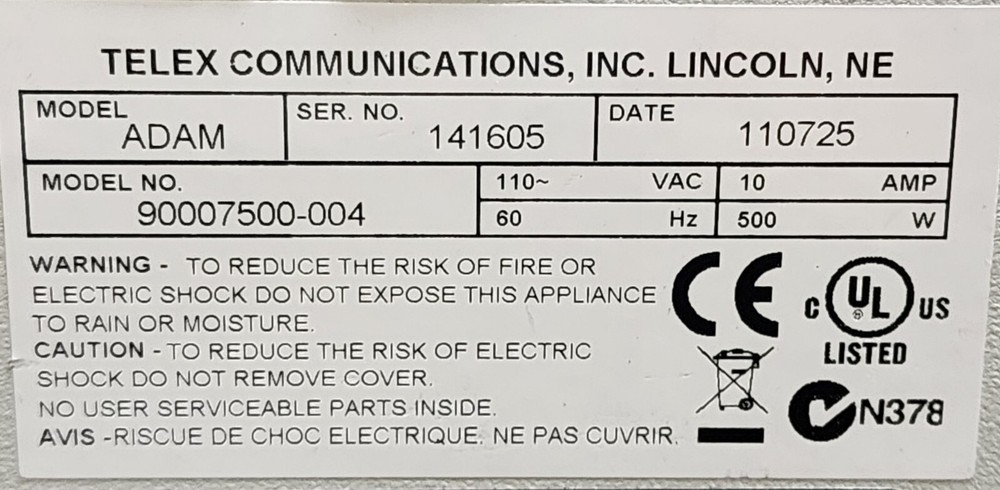 TELEX COMMUNICATIONS, INC. LINCOLN, NE
MODEL SER. NO. DATE
ADAM 141605 110725
MODEL NO. 110~ VAC 10 AMP
90007500-004 60 Hz 500 W
WARNING - TO REDUCE THE RISK OF FIRE OR
ELECTRIC SHOCK DO NOT EXPOSE THIS APPLIANCE
TO RAIN OR MOISTURE.
CAUTION - TO REDUCE THE RISK OF ELECTRIC
SHOCK DO NOT REMOVE COVER.
NO USER SERVICEABLE PARTS INSIDE.
AVIS -RISCUE DE CHOC ELECTRIQUE. NE PAS CUVRIR.
CE
C UL® US
LISTED
N378